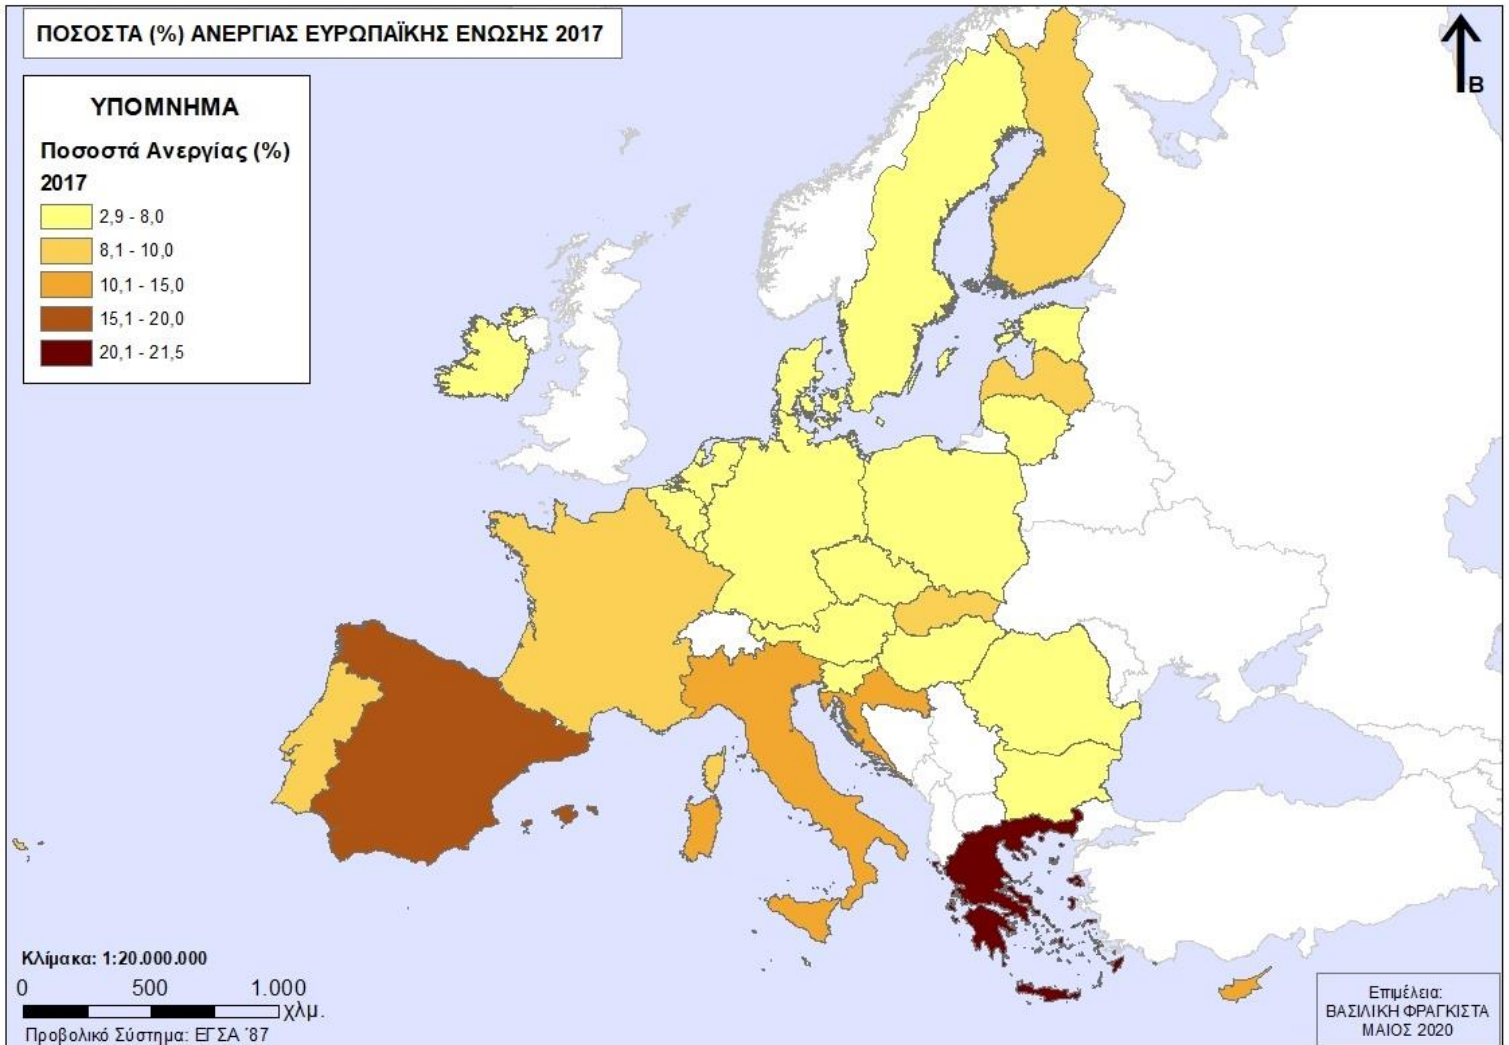 ΠΟΣΟΣΤΑ (%) ΑΝΕΡΓΙΑΣ ΕΥΡΩΠΑΪΚΗΣ ΕΝΩΣΗΣ 2017
Β
ΥΠΟΜΝΗΜΑ
Ποσοστά Ανεργίας (%)
2017
2,9 - 8,0
8,1 - 10,0
10,1 - 15,0
15,1 - 20,0
20,1 - 21,5
Κλίμακα: 1:20.000.000
0 500 1.000
χλμ.
Προβολικό Σύστημα: ΕΓΣΑ ΄87
Επιμέλεια:
ΒΑΣΙΛΙΚΗ ΦΡΑΓΚΙΣΤΑ
ΜΑΙΟΣ 2020